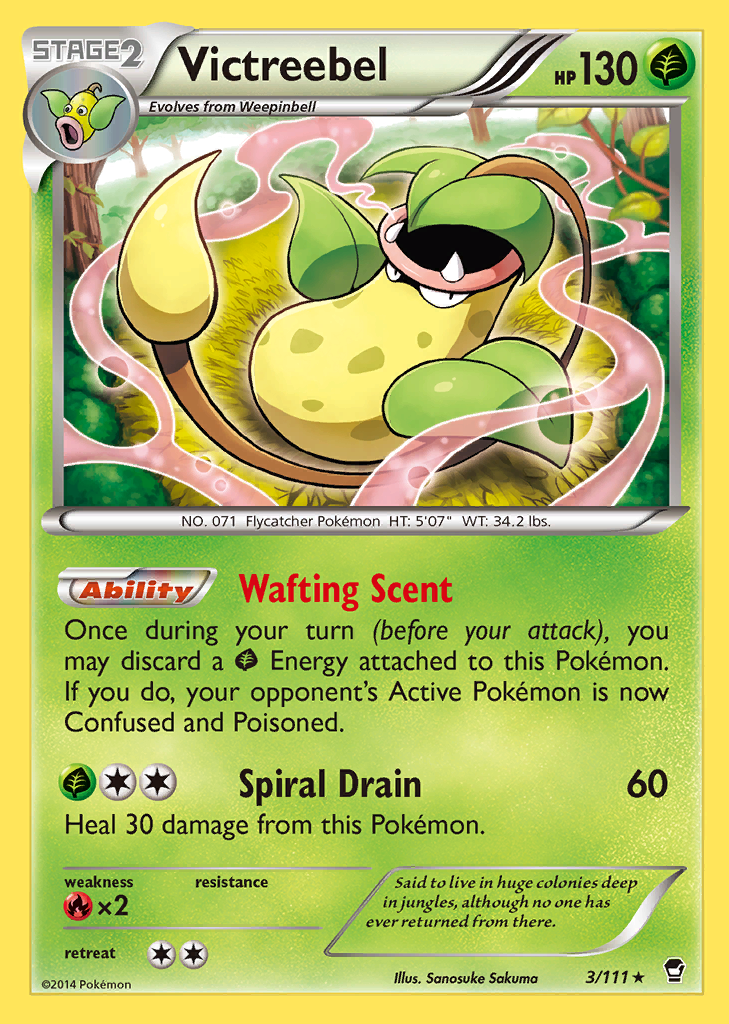 STAGE2
Victreebel
HP130
Evolves from Weepinbell
NO. 071 Flycatcher Pokémon HT: 5'07" WT: 34.2 lbs.
Ability Wafting Scent
Once during your turn (before your attack), you
may discard a Energy attached to this Pokémon.
If you do, your opponent's Active Pokémon is now
Confused and Poisoned.
Spiral Drain 60
Heal 30 damage from this Pokémon.
weakness resistance
×2
retreat
Said to live in huge colonies deep
in jungles, although no one has
ever returned from there.
©2014 Pokémon
Illus. Sanosuke Sakuma
3/111 ★